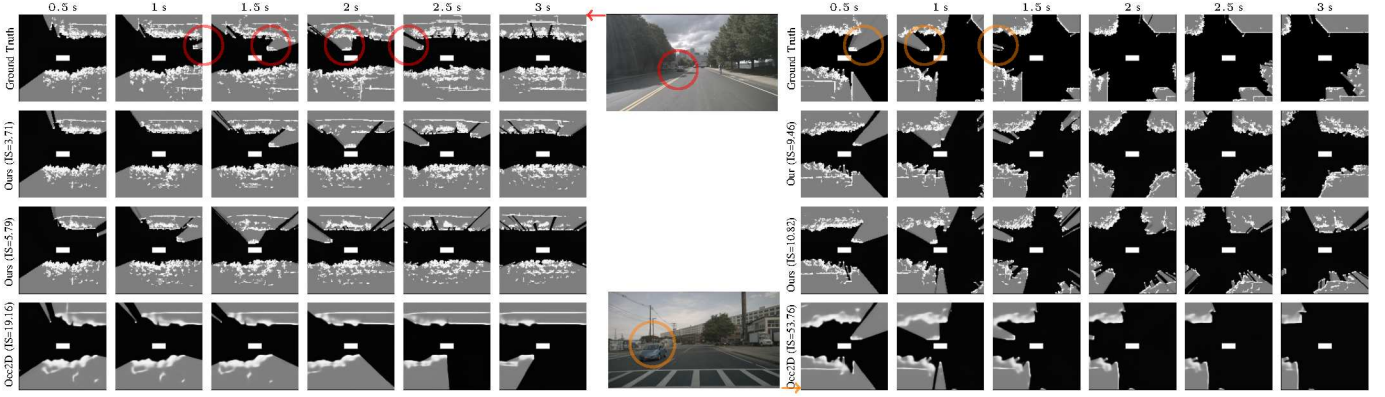 0.5 s 1 s 1.5 s 2 s 2.5 s 3 s
Ground Truth
Ours (IS=3.71)
Ours (IS=5.79)
Occ2D (IS=19.16)
0.5 s 1 s 1.5 s 2 s 2.5 s 3 s
Ground Truth
Our (IS=9.46)
Ours (IS=10.82)
Occ2D (IS=53.76)